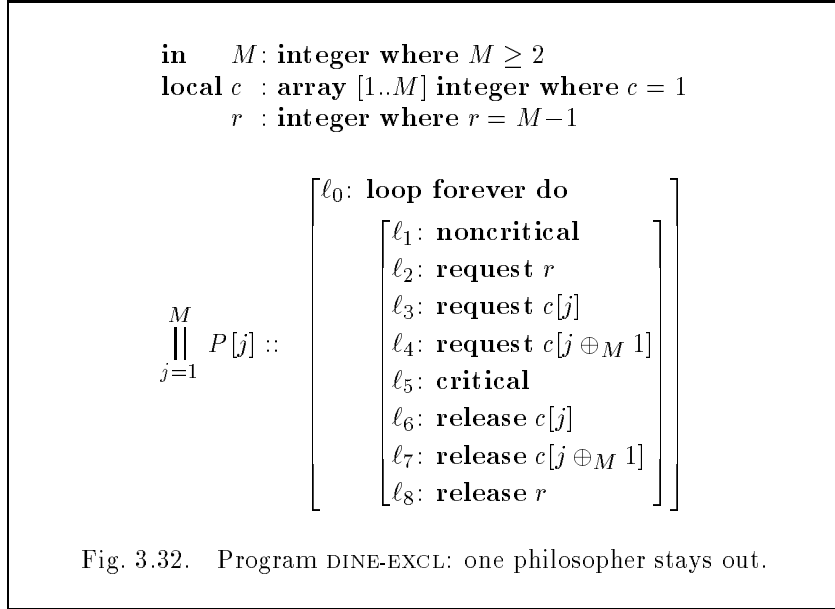 in M: integer where M ≥ 2
local c : array [1..M] integer where c = 1
r : integer where r = M−1
ℓ0: loop forever do
ℓ1: noncritical
ℓ2: request r
ℓ3: request c[j]
M
|| P[j] ::
j=1
ℓ4: request c[j ⊕M 1]
ℓ5: critical
ℓ6: release c[j]
ℓ7: release c[j ⊕M 1]
ℓ8: release r
Fig. 3.32. Program DINE-EXCL: one philosopher stays out.